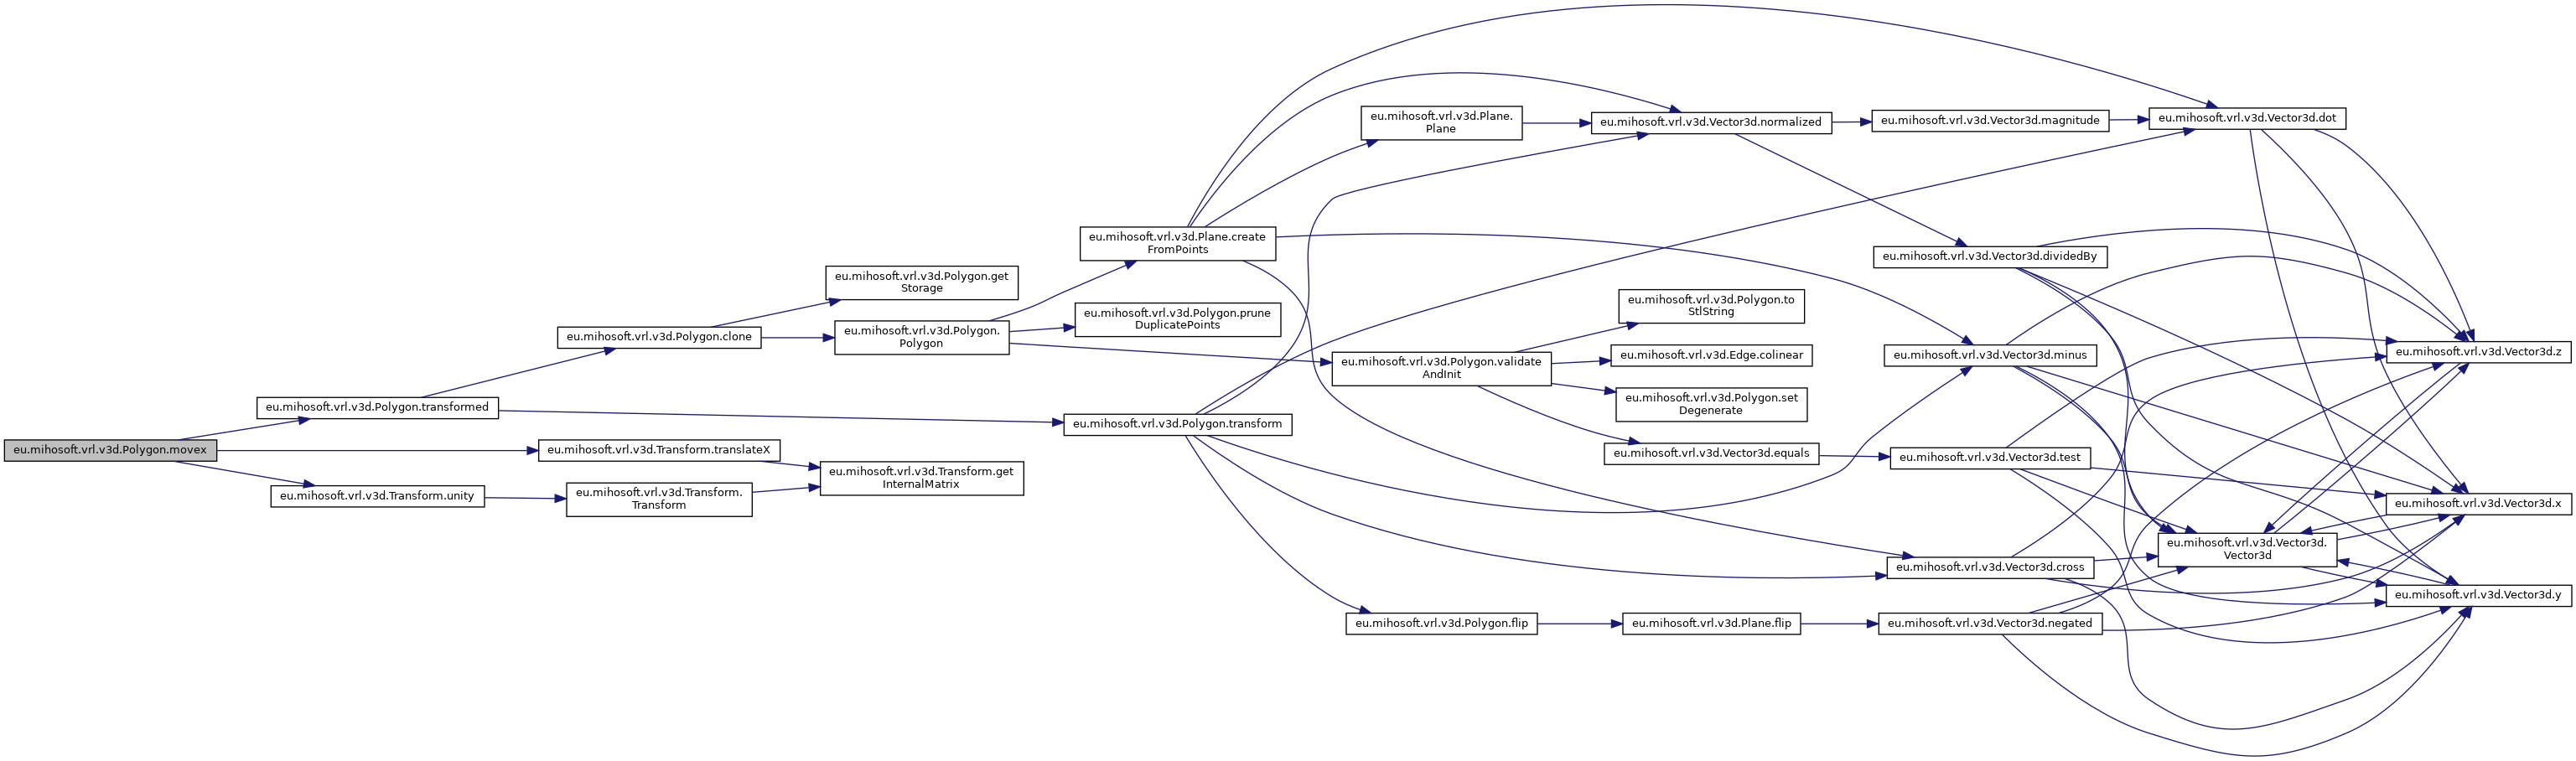 eu.mihosoft.vrl.v3d.Polygon.movex
eu.mihosoft.vrl.v3d.Polygon.transformed
eu.mihosoft.vrl.v3d.Transform.unity
eu.mihosoft.vrl.v3d.Polygon.clone
eu.mihosoft.vrl.v3d.Transform.translateX
eu.mihosoft.vrl.v3d.Transform.
Transform
eu.mihosoft.vrl.v3d.Polygon.get
Storage
eu.mihosoft.vrl.v3d.Polygon.
Polygon
eu.mihosoft.vrl.v3d.Transform.get
InternalMatrix
eu.mihosoft.vrl.v3d.Plane.create
FromPoints
eu.mihosoft.vrl.v3d.Polygon.prune
DuplicatePoints
eu.mihosoft.vrl.v3d.Polygon.transform
eu.mihosoft.vrl.v3d.Plane.
Plane
eu.mihosoft.vrl.v3d.Polygon.validate
AndInit
eu.mihosoft.vrl.v3d.Polygon.flip
eu.mihosoft.vrl.v3d.Vector3d.normalized
eu.mihosoft.vrl.v3d.Polygon.to
StlString
eu.mihosoft.vrl.v3d.Edge.colinear
eu.mihosoft.vrl.v3d.Polygon.set
Degenerate
eu.mihosoft.vrl.v3d.Vector3d.equals
eu.mihosoft.vrl.v3d.Plane.flip
eu.mihosoft.vrl.v3d.Vector3d.magnitude
eu.mihosoft.vrl.v3d.Vector3d.dividedBy
eu.mihosoft.vrl.v3d.Vector3d.minus
eu.mihosoft.vrl.v3d.Vector3d.test
eu.mihosoft.vrl.v3d.Vector3d.cross
eu.mihosoft.vrl.v3d.Vector3d.negated
eu.mihosoft.vrl.v3d.Vector3d.dot
eu.mihosoft.vrl.v3d.Vector3d.
Vector3d
eu.mihosoft.vrl.v3d.Vector3d.z
eu.mihosoft.vrl.v3d.Vector3d.x
eu.mihosoft.vrl.v3d.Vector3d.y